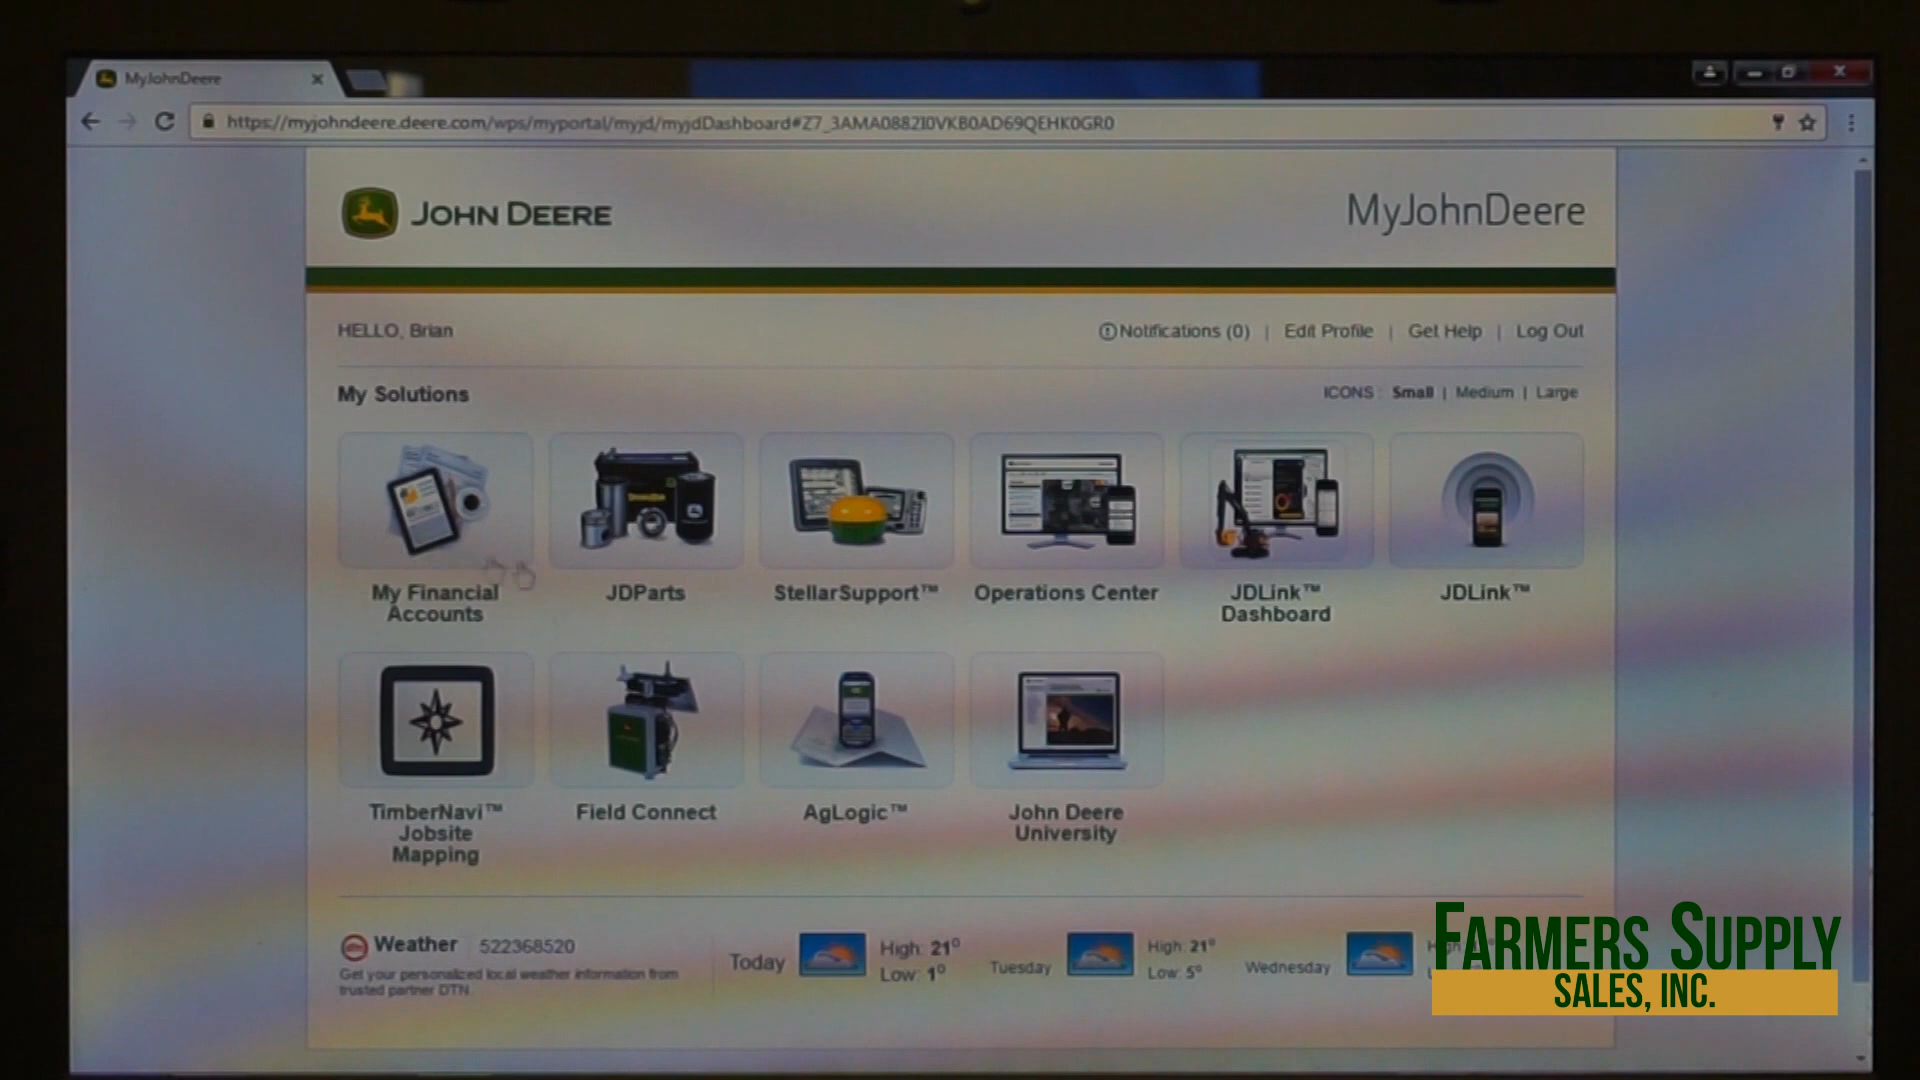 MyJohnDeere
https://myjohndeere.deere.com/wps/myportal/myjd/myjdDashboard#Z7_3AMA0882I0VKB0AD69QEHK0GR0
JOHN DEERE
MyJohnDeere
HELLO, Brian
Notifications (0) | Edit Profile | Get Help | Log Out
My Solutions
ICONS : Small | Medium | Large
My Financial
Accounts
JDParts
StellarSupport™
Operations Center
JDLink™
Dashboard
JDLink™
TimberNavi™
Jobsite
Mapping
Field Connect
AgLogic™
John Deere
University
Weather 522368520
Get your personalized local weather information from
trusted partner DTN.
Today
High: 21°
Low: 1°
Tuesday
High: 21°
Low: 5°
Wednesday
FARMERS SUPPLY
SALES, INC.